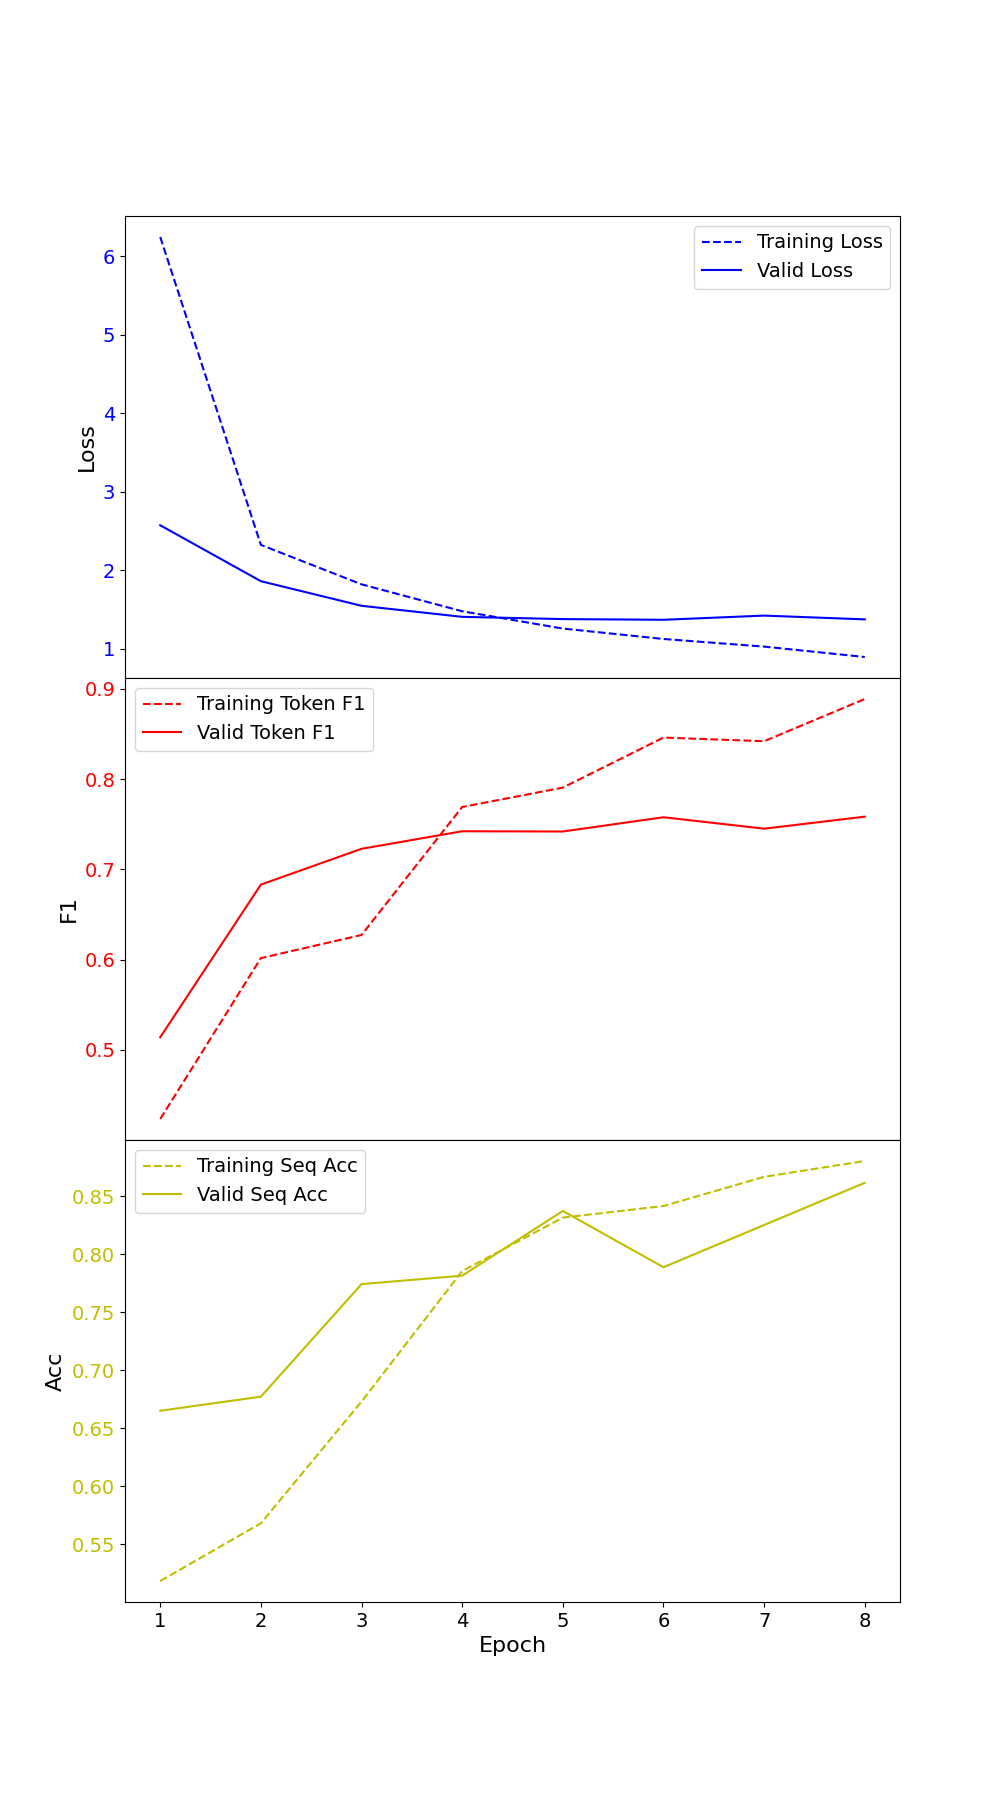 Training Loss
Valid Loss
6
5
4
3
2
1
Loss
Training Token F1
Valid Token F1
0.9
0.8
0.7
0.6
0.5
F1
Training Seq Acc
Valid Seq Acc
0.85
0.80
0.75
0.70
0.65
0.60
0.55
Acc
1 2 3 4 5 6 7 8
Epoch